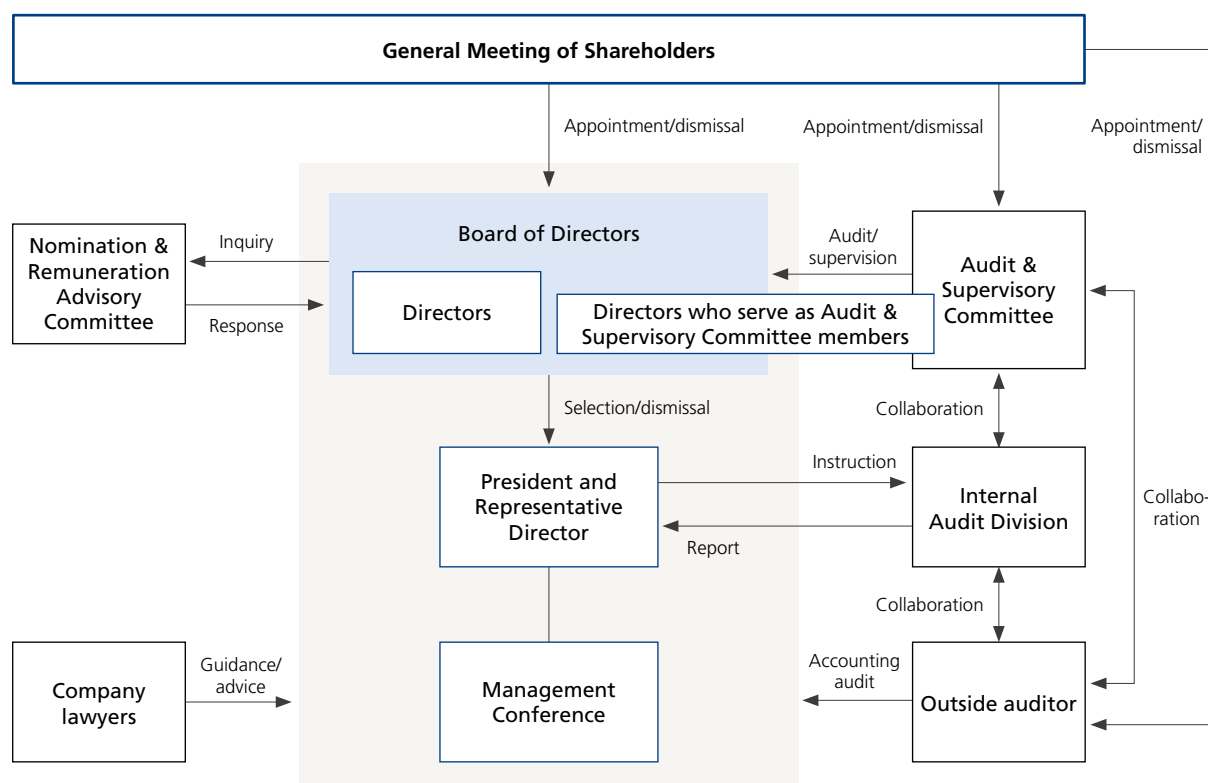 General Meeting of Shareholders
Appointment/dismissal
Appointment/dismissal
Appointment/
dismissal
Nomination &
Remuneration
Advisory
Committee
Inquiry
Response
Board of Directors
Directors
Directors who serve as Audit &
Supervisory Committee members
Audit/
supervision
Audit &
Supervisory
Committee
Selection/dismissal
Collaboration
President and
Representative
Director
Instruction
Report
Internal
Audit Division
Collabo-
ration
Collaboration
Company
lawyers
Guidance/
advice
Management
Conference
Accounting
audit
Outside auditor